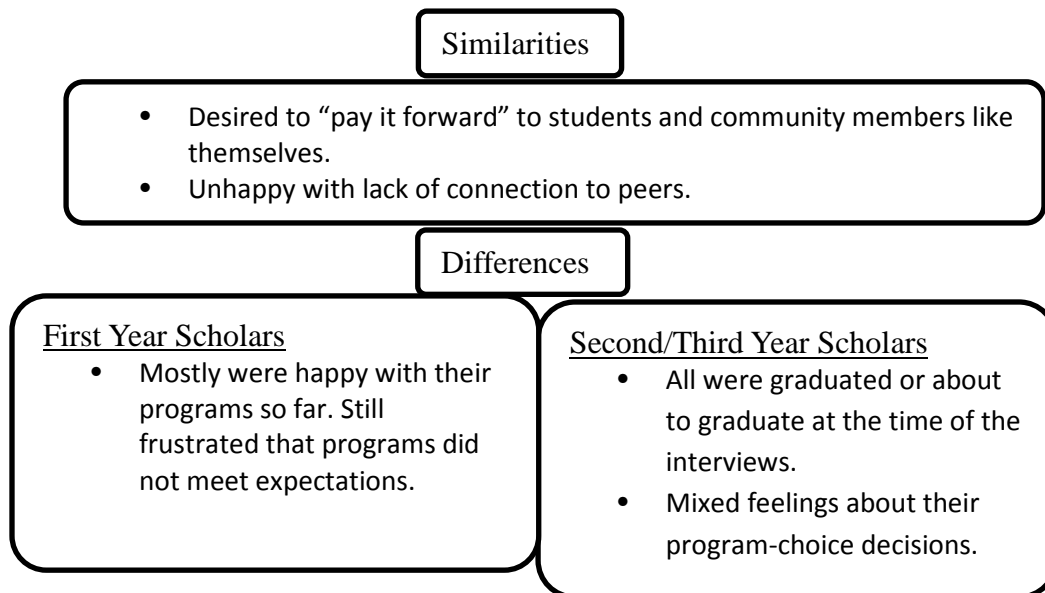 Similarities
• Desired to “pay it forward” to students and community members like
themselves.
• Unhappy with lack of connection to peers.
Differences
First Year Scholars
• Mostly were happy with their
programs so far. Still
frustrated that programs did
not meet expectations.
Second/Third Year Scholars
• All were graduated or about
to graduate at the time of the
interviews.
• Mixed feelings about their
program-choice decisions.